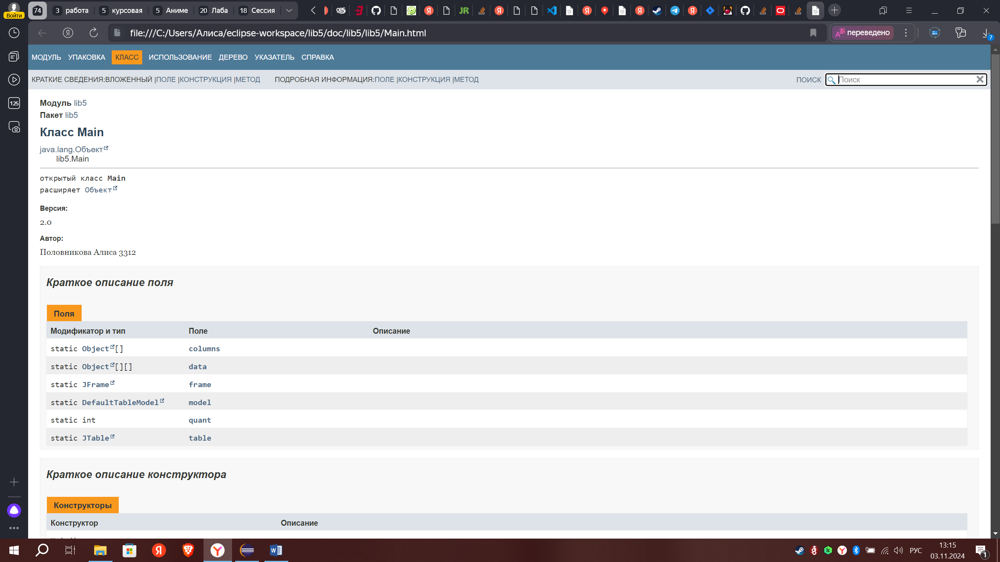 Войти
74
3 работа
5 курсовая
5 Аниме
20 Лаба
18 Сессия
file:///C:/Users/Алиса/eclipse-workspace/lib5/doc/lib5/lib5/Main.html
переведено
7
125
МОДУЛЬ УПАКОВКА КЛАСС ИСПОЛЬЗОВАНИЕ ДЕРЕВО УКАЗАТЕЛЬ СПРАВКА
КРАТКИЕ СВЕДЕНИЯ:ВЛОЖЕННЫЙ |ПОЛЕ |КОНСТРУКЦИЯ |МЕТОД ПОДРОБНАЯ ИНФОРМАЦИЯ:ПОЛЕ |КОНСТРУКЦИЯ |МЕТОД
ПОИСК Поиск
Модуль lib5
Пакет lib5
Класс Main
java.lang.Объект
lib5.Main
открытый класс Main
расширяет Объект
Версия:
2.0
Автор:
Половникова Алиса 3312
Краткое описание поля
Поля
Модификатор и тип Поле Описание
static Object[] columns
static Object[][] data
static JFrame frame
static DefaultTableModel model
static int quant
static JTable table
Краткое описание конструктора
Конструкторы
Конструктор Описание
РУС
13:15
03.11.2024
1